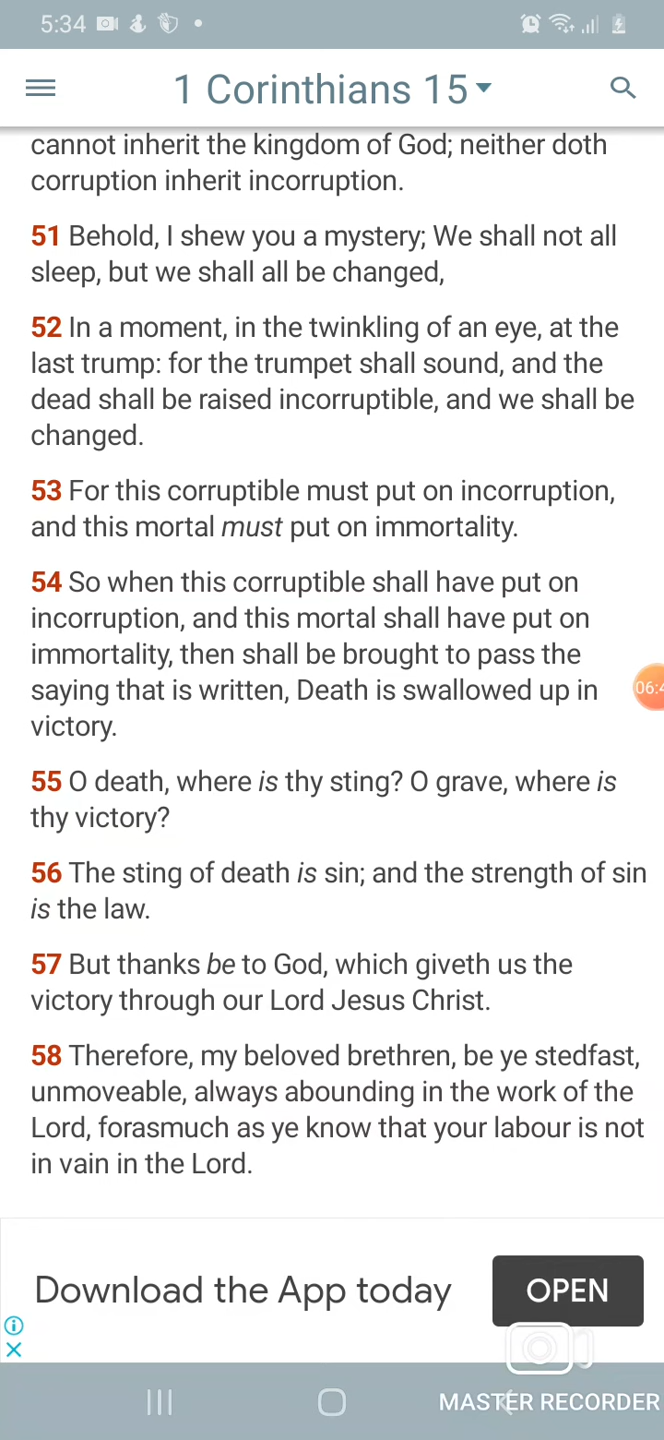 5:34
1 Corinthians 15
cannot inherit the kingdom of God; neither doth
corruption inherit incorruption.
51 Behold, I shew you a mystery; We shall not all
sleep, but we shall all be changed,
52 In a moment, in the twinkling of an eye, at the
last trump: for the trumpet shall sound, and the
dead shall be raised incorruptible, and we shall be
changed.
53 For this corruptible must put on incorruption,
and this mortal must put on immortality.
54 So when this corruptible shall have put on
incorruption, and this mortal shall have put on
immortality, then shall be brought to pass the
saying that is written, Death is swallowed up in
victory.
06:4
55 O death, where is thy sting? O grave, where is
thy victory?
56 The sting of death is sin; and the strength of sin
is the law.
57 But thanks be to God, which giveth us the
victory through our Lord Jesus Christ.
58 Therefore, my beloved brethren, be ye stedfast,
unmoveable, always abounding in the work of the
Lord, forasmuch as ye know that your labour is not
in vain in the Lord.
Download the App today
OPEN
MASTER RECORDER